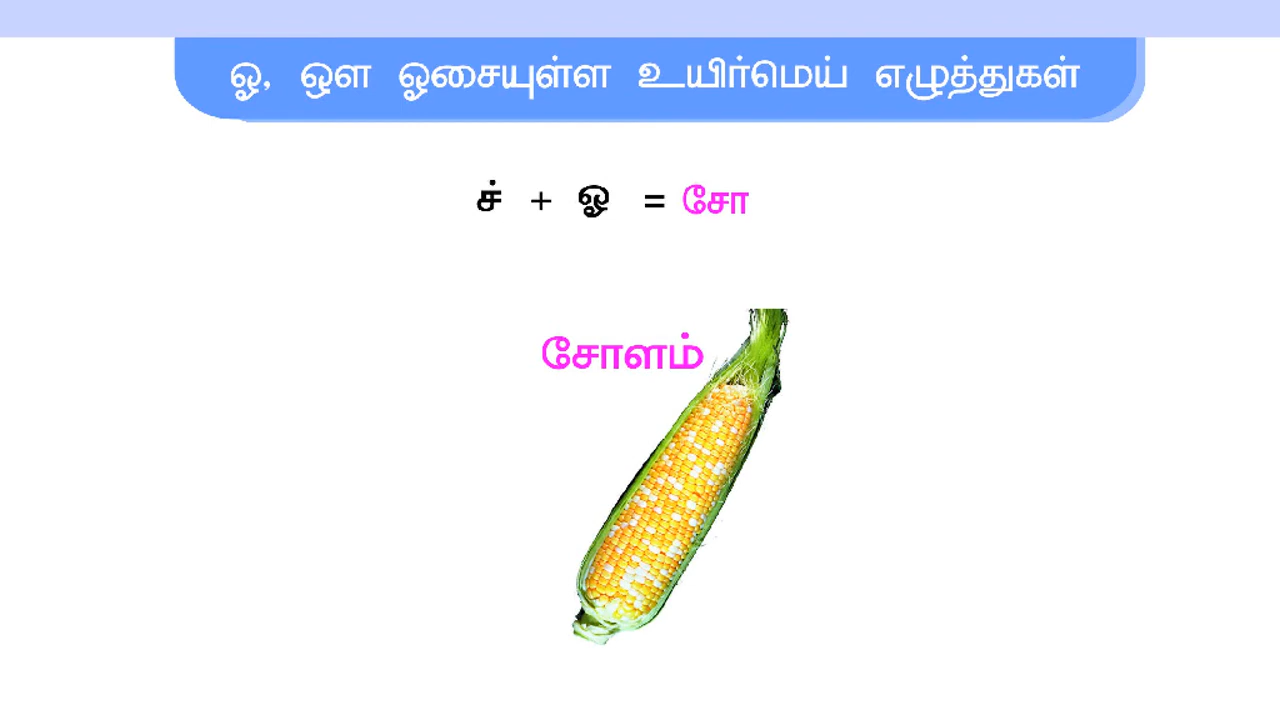 ஓ, ஔ ஓசையுள்ள உயிர்மெய் எழுத்துகள்
ச் + ஓ = சோ
சோளம்